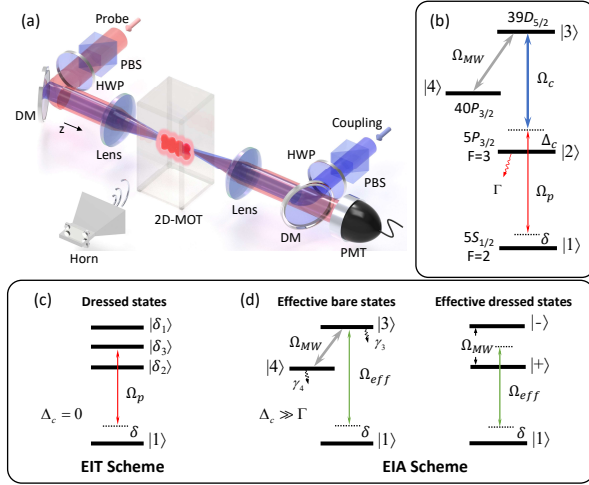 (a)
Probe
PBS
HWP
DM
z
Lens
2D-MOT
Horn
Coupling
HWP
PBS
Lens
DM
PMT
(b)
39D5/2 |3⟩
ΩMW
Ωc
|4⟩
40P3/2
5P3/2 Δc
F=3 |2⟩
Γ Ωp
5S1/2 δ
F=2 |1⟩
(c)
Dressed states
|δ1⟩
|δ3⟩
|δ2⟩
Ωp
Δc = 0
δ
|1⟩
EIT Scheme
(d)
Effective bare states
|3⟩
ΩMW γ3
|4⟩
γ4 Ωeff
Δc ≫ Γ
δ
|1⟩
Effective dressed states
|-⟩
ΩMW
|+⟩
Ωeff
δ
|1⟩
EIA Scheme